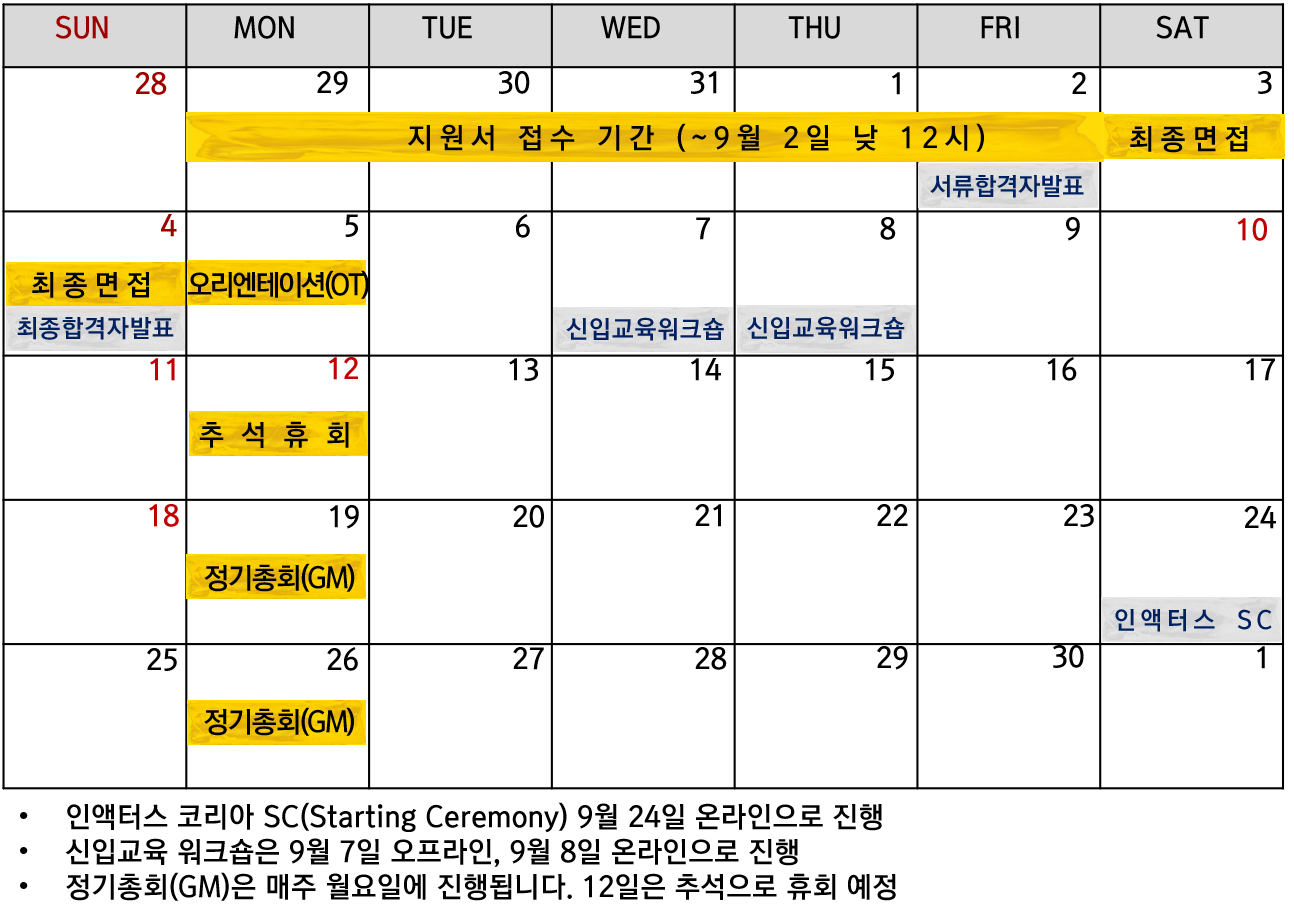 SUN MON TUE WED THU FRI SAT
28 29 30 31 1 2 3
지원서 접수 기간 (~9월 2일 낮 12시) 최종면접
서류합격자발표
4 5 6 7 8 9 10
최종면접 오리엔테이션(OT)
최종합격자발표 신입교육워크숍 신입교육워크숍
11 12 13 14 15 16 17
추석휴회
18 19 20 21 22 23 24
정기총회(GM)
인액터스 SC
25 26 27 28 29 30 1
정기총회(GM)
• 인액터스 코리아 SC(Starting Ceremony) 9월 24일 온라인으로 진행
• 신입교육 워크숍은 9월 7일 오프라인, 9월 8일 온라인으로 진행
• 정기총회(GM)은 매주 월요일에 진행됩니다. 12일은 추석으로 휴회 예정